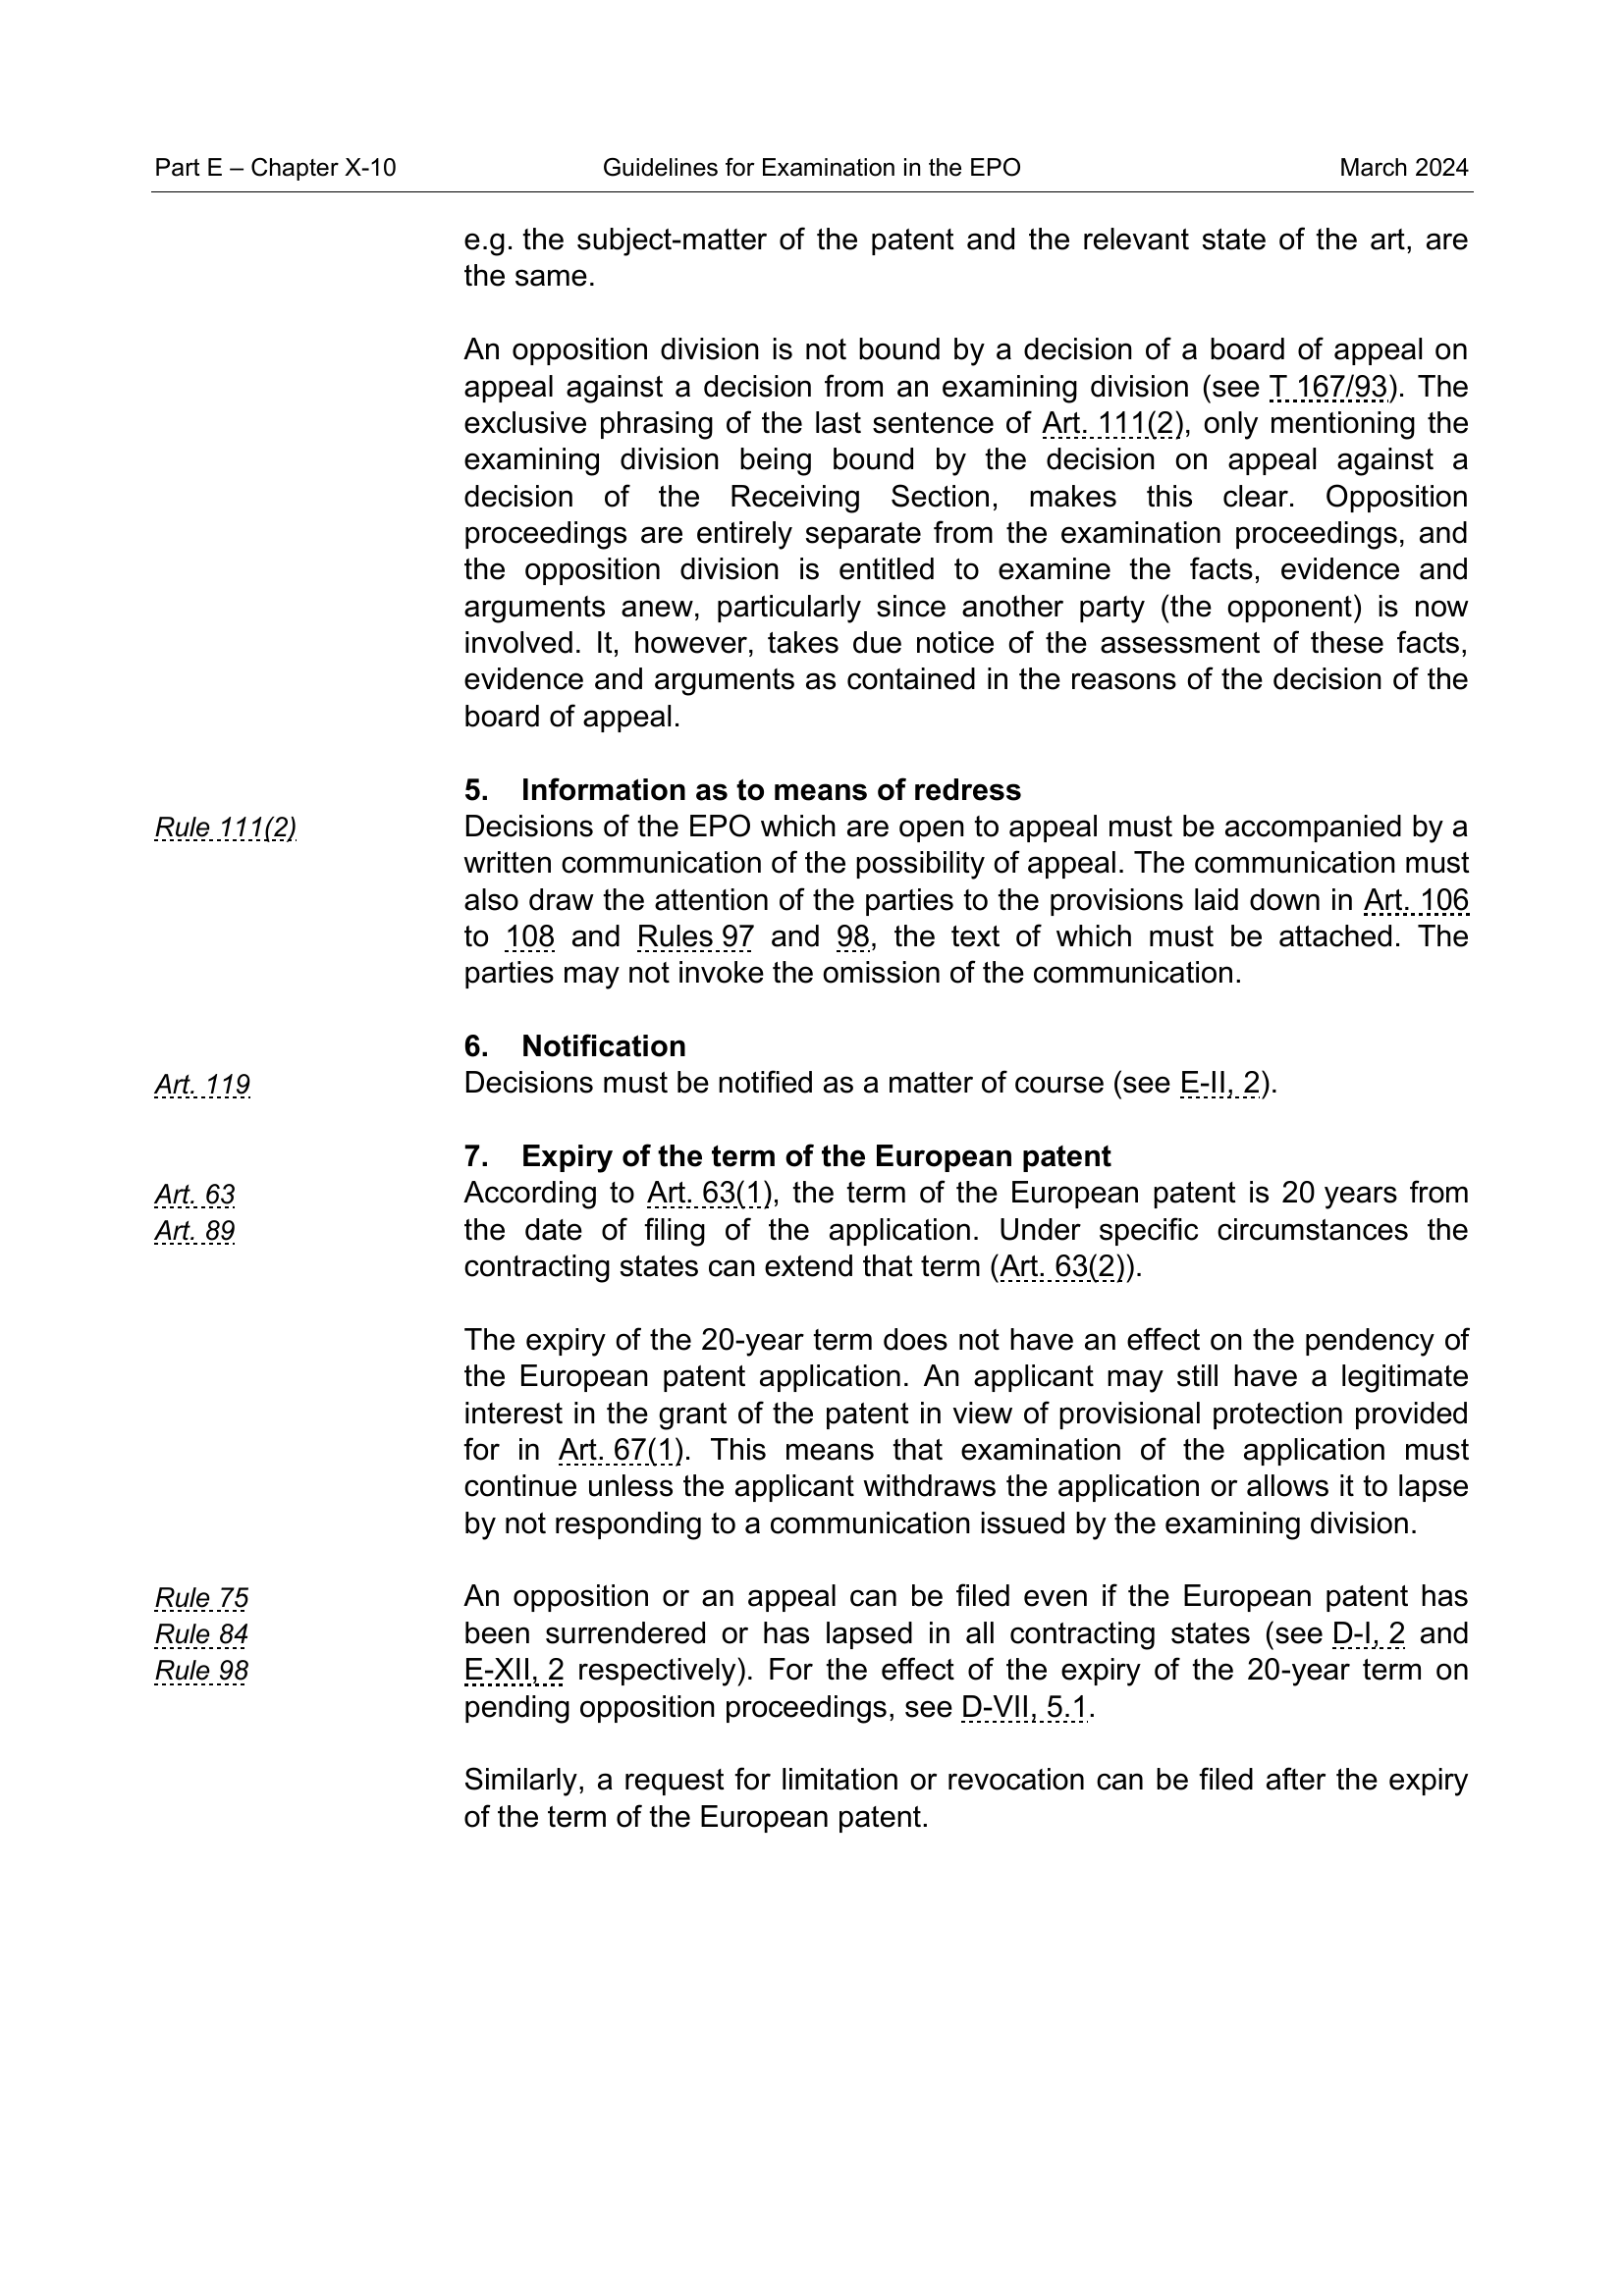 Part E – Chapter X-10 Guidelines for Examination in the EPO March 2024
e.g. the subject-matter of the patent and the relevant state of the art, are
the same.
An opposition division is not bound by a decision of a board of appeal on
appeal against a decision from an examining division (see T 167/93). The
exclusive phrasing of the last sentence of Art. 111(2), only mentioning the
examining division being bound by the decision on appeal against a
decision of the Receiving Section, makes this clear. Opposition
proceedings are entirely separate from the examination proceedings, and
the opposition division is entitled to examine the facts, evidence and
arguments anew, particularly since another party (the opponent) is now
involved. It, however, takes due notice of the assessment of these facts,
evidence and arguments as contained in the reasons of the decision of the
board of appeal.
5. Information as to means of redress
Rule 111(2) Decisions of the EPO which are open to appeal must be accompanied by a
written communication of the possibility of appeal. The communication must
also draw the attention of the parties to the provisions laid down in Art. 106
to 108 and Rules 97 and 98, the text of which must be attached. The
parties may not invoke the omission of the communication.
6. Notification
Art. 119 Decisions must be notified as a matter of course (see E-II, 2).
7. Expiry of the term of the European patent
Art. 63 According to Art. 63(1), the term of the European patent is 20 years from
Art. 89 the date of filing of the application. Under specific circumstances the
contracting states can extend that term (Art. 63(2)).
The expiry of the 20-year term does not have an effect on the pendency of
the European patent application. An applicant may still have a legitimate
interest in the grant of the patent in view of provisional protection provided
for in Art. 67(1). This means that examination of the application must
continue unless the applicant withdraws the application or allows it to lapse
by not responding to a communication issued by the examining division.
Rule 75 An opposition or an appeal can be filed even if the European patent has
Rule 84 been surrendered or has lapsed in all contracting states (see D-I, 2 and
Rule 98 E-XII, 2 respectively). For the effect of the expiry of the 20-year term on
pending opposition proceedings, see D-VII, 5.1.
Similarly, a request for limitation or revocation can be filed after the expiry
of the term of the European patent.